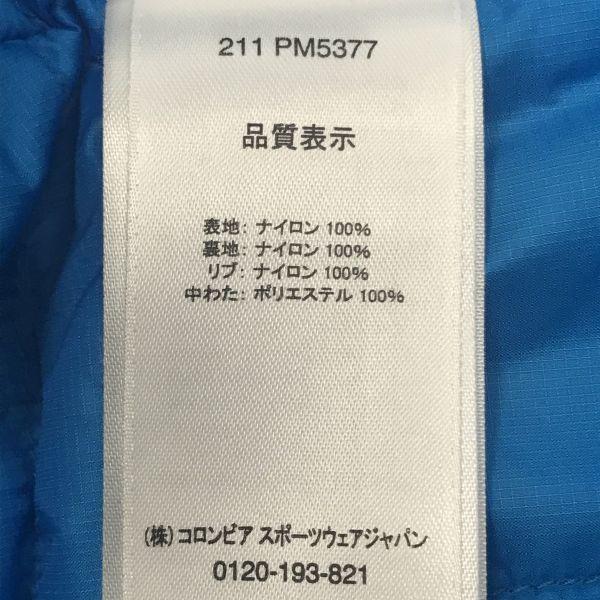 211 PM5377
品質表示
表地: ナイロン 100%
裏地: ナイロン 100%
リブ: ナイロン 100%
中わた: ポリエステル 100%
(株) コロンビア スポーツウェアジャパン
0120-193-821